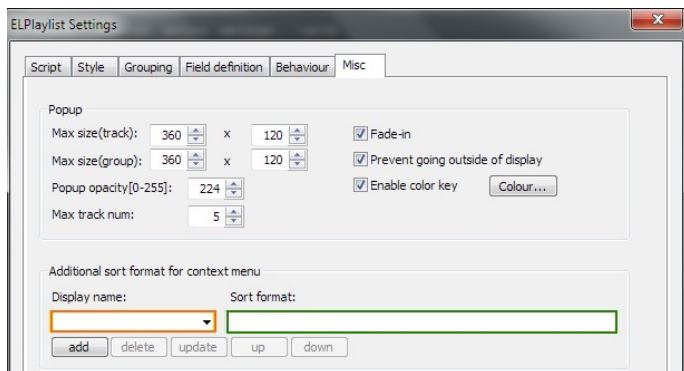 ELPlaylist Settings
Script Style Grouping Field definition Behaviour Misc
Popup
Max size(track): 360 x 120 Fade-in
Max size(group): 360 x 120 Prevent going outside of display
Popup opacity[0-255]: 224 Enable color key Colour...
Max track num: 5
Additional sort format for context menu
Display name: Sort format:
add delete update up down